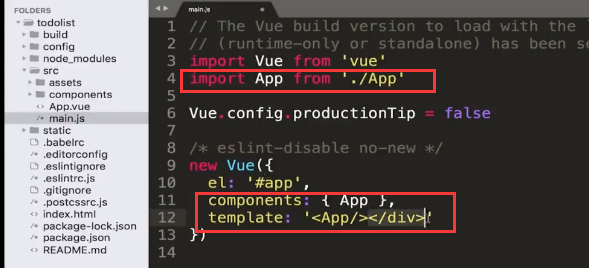 FOLDERS
todolist
build
config
node_modules
src
assets
components
App.vue
main.js
static
.babelrc
.editorconfig
.eslintignore
.eslintrc.js
.gitignore
.postcssrc.js
index.html
package-lock.json
package.json
README.md
main.js
1 // The Vue build version to load with the
2 // (runtime-only or standalone) has been se
3 import Vue from 'vue'
4 import App from './App'
6 Vue.config.productionTip = false
8 /* eslint-disable no-new */
9 new Vue({
10 el: '#app',
11 components: { App },
12 template: '<App/></div>'
13 })